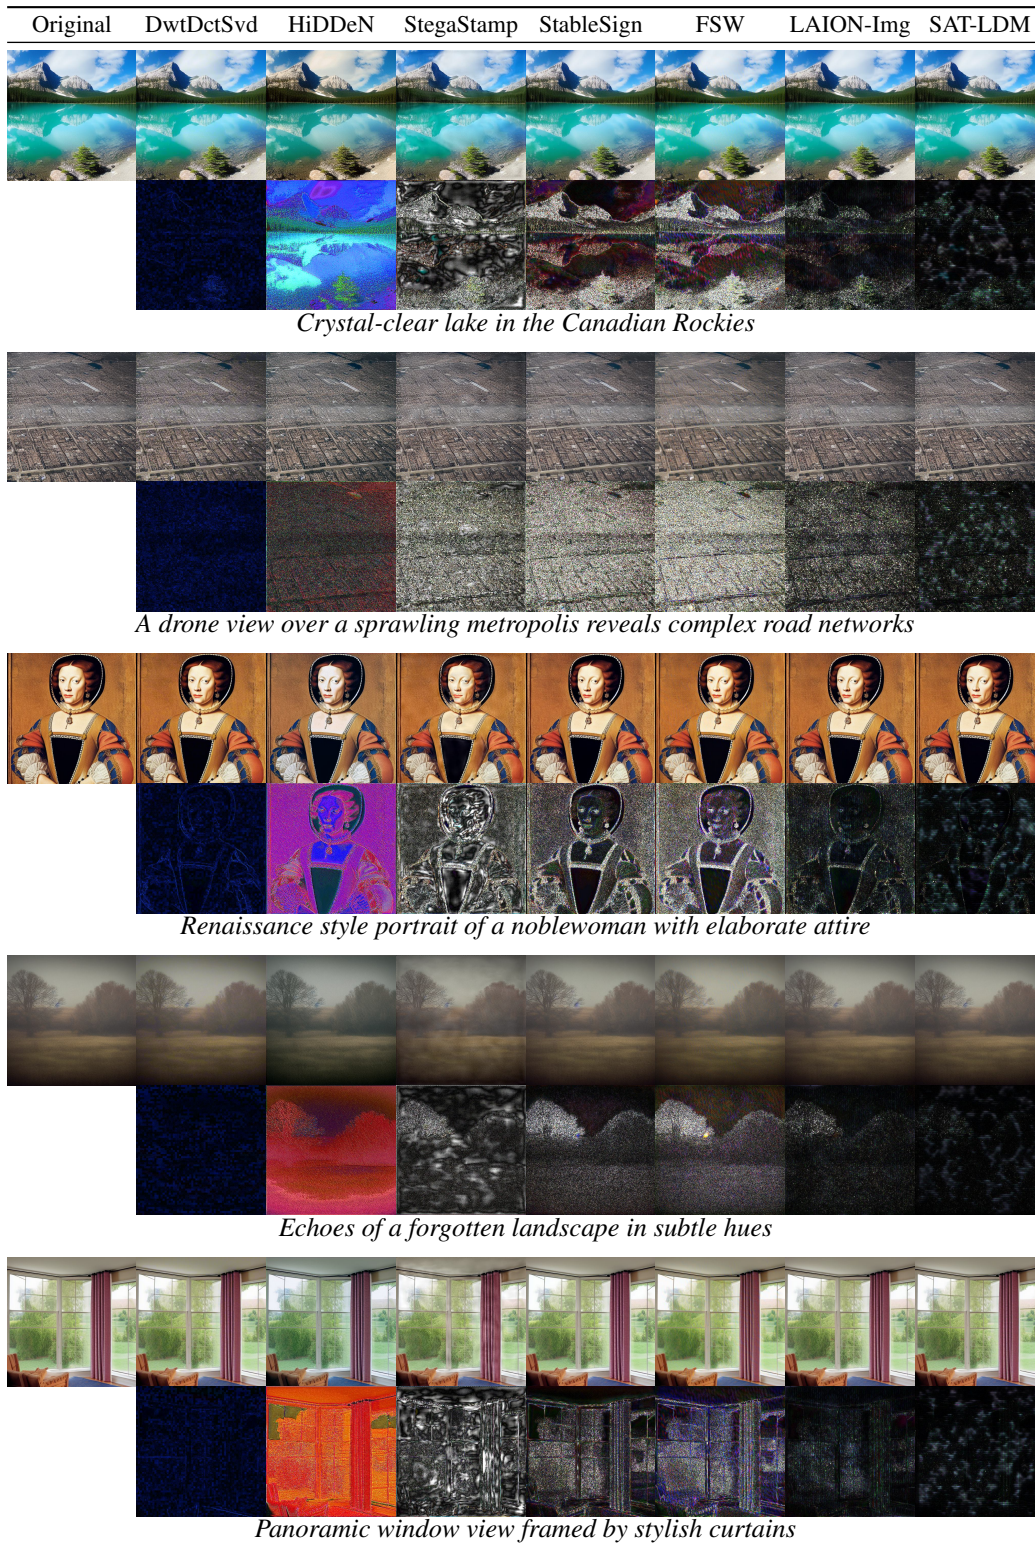 Original DwtDctSvd HiDDeN StegaStamp StableSign FSW LAION-Img SAT-LDM
Crystal-clear lake in the Canadian Rockies
A drone view over a sprawling metropolis reveals complex road networks
Renaissance style portrait of a noblewoman with elaborate attire
Echoes of a forgotten landscape in subtle hues
Panoramic window view framed by stylish curtains